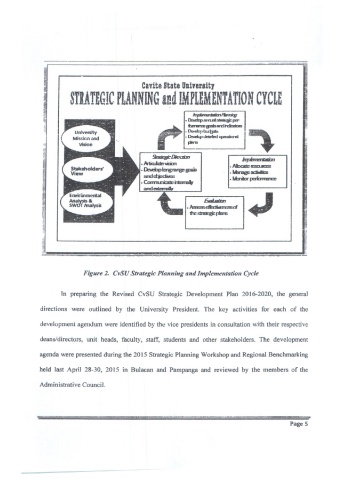 Cavite State University
STRATEGIC PLANNING and IMPLEMENTATION CYCLE
University
Mission and
Vision
Stakeholders'
View
Environmental
Analysis &
SWOT Analysis
Strategic Direction
• Articulate vision
• Develop long range goals
and objectives
• Communicate internally
and externally
Implementation Planning
• Develop annual strategic per-
formance goals and indicators
• Develop budgets
• Develop detailed operational
plans
Implementation
• Allocate resources
• Manage activities
• Monitor performance
Evaluation
• Assess effectiveness of
the strategic plans
Figure 2. CvSU Strategic Planning and Implementation Cycle
In preparing the Revised CvSU Strategic Development Plan 2016-2020, the general
directions were outlined by the University President. The key activities for each of the
development agendum were identified by the vice presidents in consultation with their respective
deans/directors, unit heads, faculty, staff, students and other stakeholders. The development
agenda were presented during the 2015 Strategic Planning Workshop and Regional Benchmarking
held last April 28-30, 2015 in Bulacan and Pampanga and reviewed by the members of the
Administrative Council.
Page 5